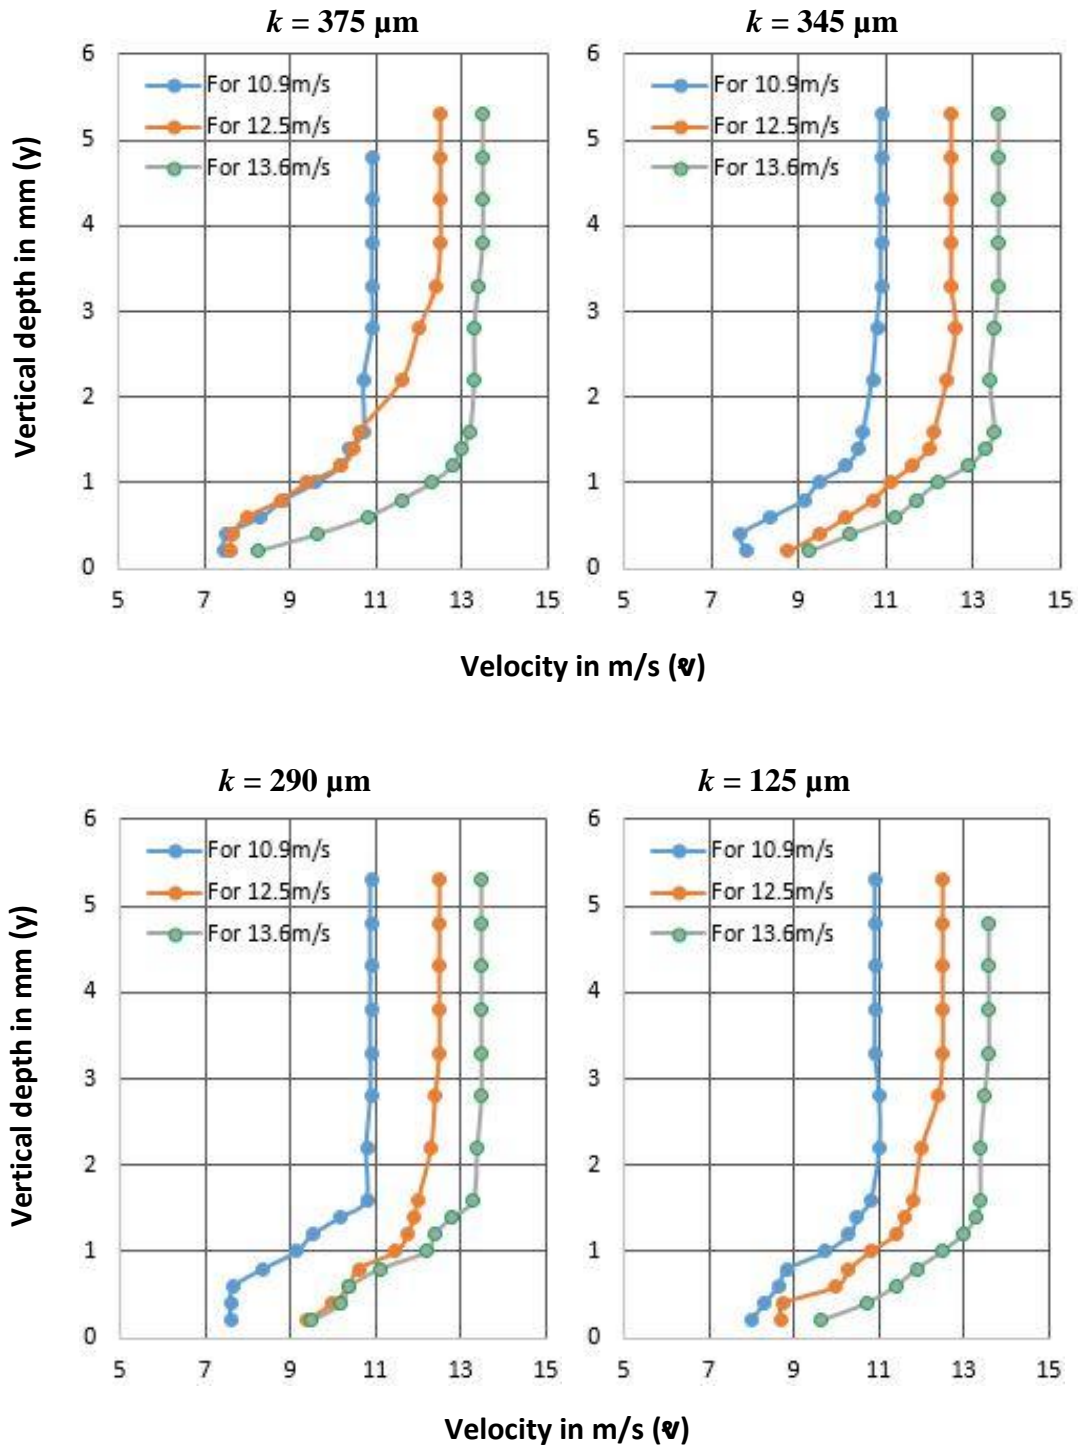 k = 375 µm
k = 345 µm
6
5
4
3
2
1
0
For 10.9m/s
For 12.5m/s
For 13.6m/s
5 7 9 11 13 15
6
5
4
3
2
1
0
For 10.9m/s
For 12.5m/s
For 13.6m/s
5 7 9 11 13 15
Vertical depth in mm (y)
Velocity in m/s (v)
k = 290 µm
k = 125 µm
6
5
4
3
2
1
0
For 10.9m/s
For 12.5m/s
For 13.6m/s
5 7 9 11 13 15
6
5
4
3
2
1
0
For 10.9m/s
For 12.5m/s
For 13.6m/s
5 7 9 11 13 15
Vertical depth in mm (y)
Velocity in m/s (v)